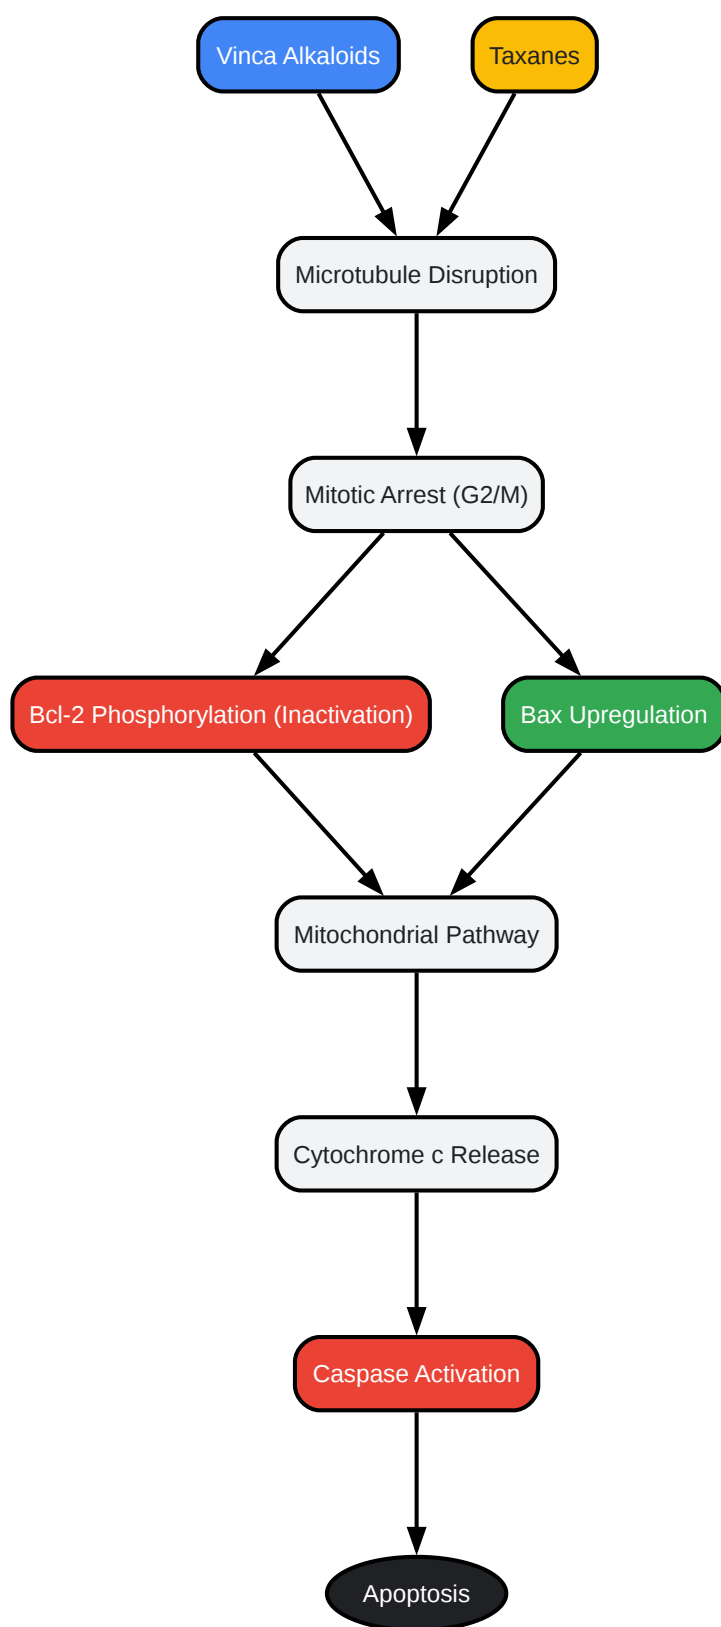 Vinca Alkaloids
Taxanes
Microtubule Disruption
Mitotic Arrest (G2/M)
Bcl-2 Phosphorylation (Inactivation)
Bax Upregulation
Mitochondrial Pathway
Cytochrome c Release
Caspase Activation
Apoptosis